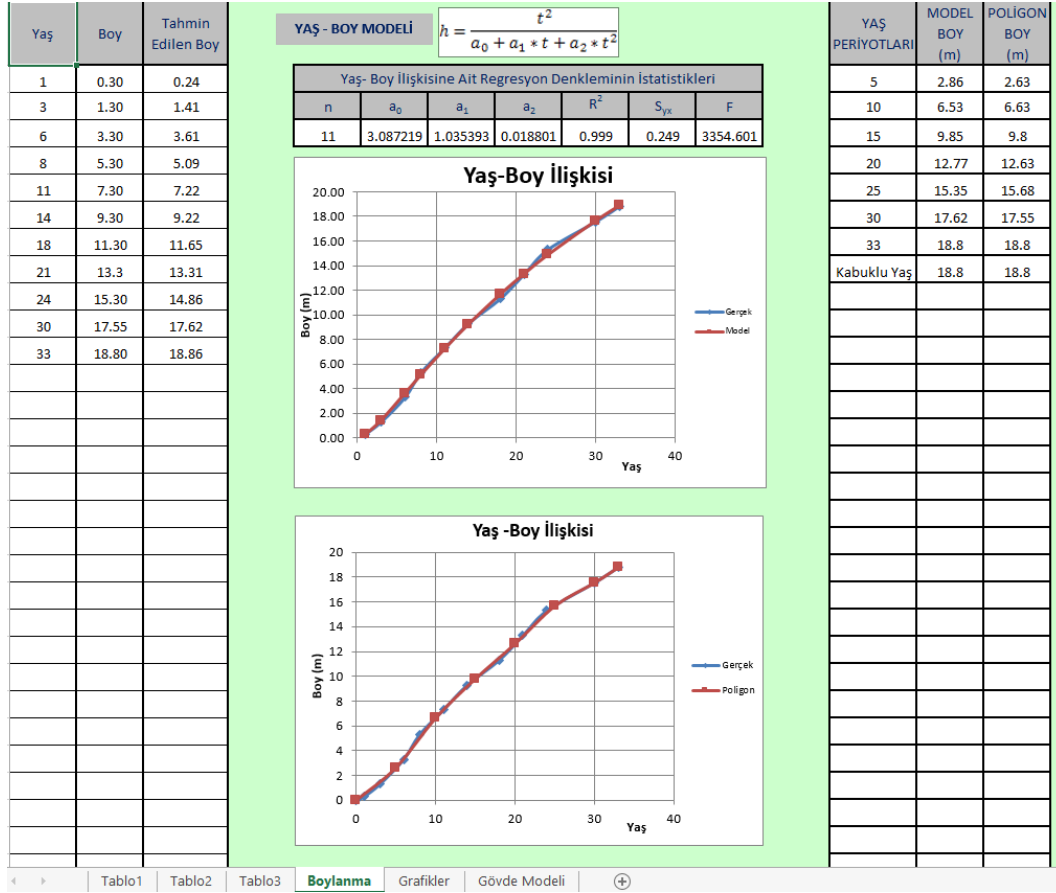 Yaş Boy Tahmin Edilen Boy
1 0.30 0.24
3 1.30 1.41
6 3.30 3.61
8 5.30 5.09
11 7.30 7.22
14 9.30 9.22
18 11.30 11.65
21 13.3 13.31
24 15.30 14.86
30 17.55 17.62
33 18.80 18.86
YAŞ - BOY MODELİ
h = t² / (a₀ + a₁ * t + a₂ * t²)
Yaş- Boy İlişkisine Ait Regresyon Denkleminin İstatistikleri
n a₀ a₁ a₂ R² Syx F
11 3.087219 1.035393 0.018801 0.999 0.249 3354.601
Yaş-Boy İlişkisi
20.00
18.00
16.00
14.00
12.00
10.00
8.00
6.00
4.00
2.00
0.00
Boy (m)
0 10 20 30 40
Yaş
Gerçek
Model
Yaş -Boy İlişkisi
20
18
16
14
12
10
8
6
4
2
0
Boy (m)
0 10 20 30 40
Yaş
Gerçek
Poligon
YAŞ PERİYOTLARI MODEL BOY (m) POLİGON BOY (m)
5 2.86 2.63
10 6.53 6.63
15 9.85 9.8
20 12.77 12.63
25 15.35 15.68
30 17.62 17.55
33 18.8 18.8
Kabuklu Yaş 18.8 18.8
Tablo1 Tablo2 Tablo3 Boylanma Grafikler Gövde Modeli